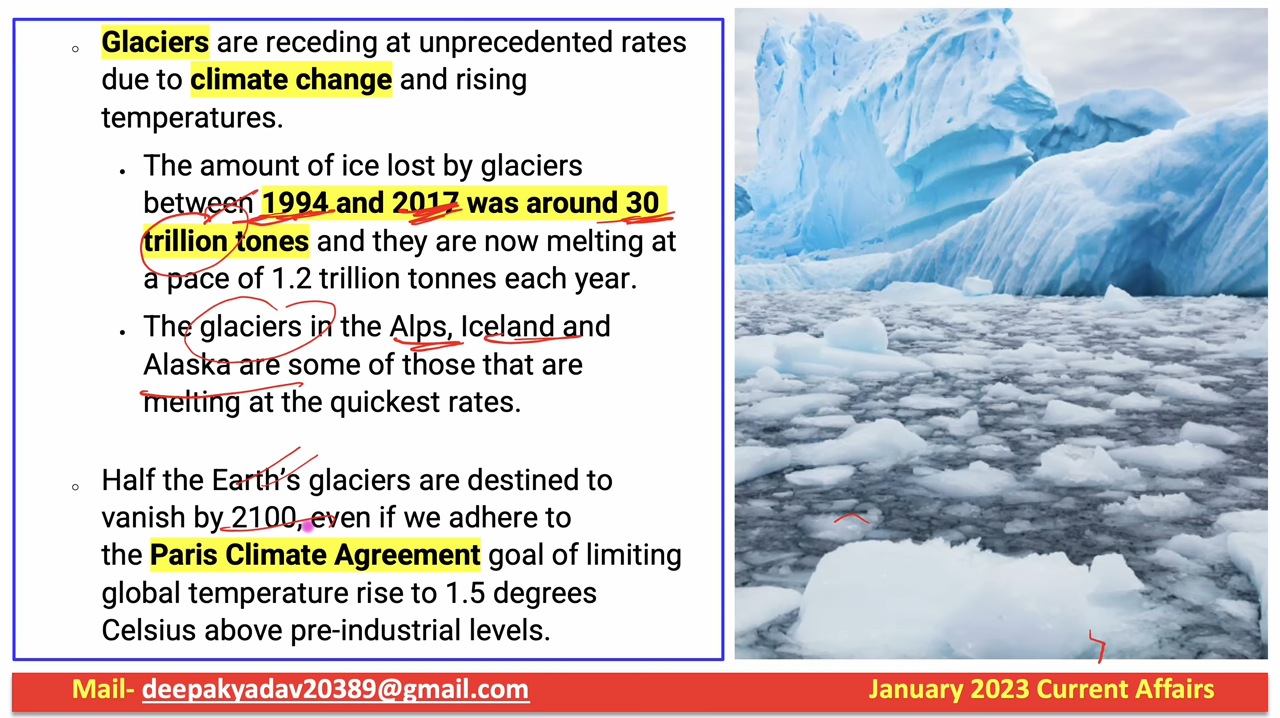 Glaciers are receding at unprecedented rates
due to climate change and rising
temperatures.
The amount of ice lost by glaciers
between 1994 and 2017 was around 30
trillion tones and they are now melting at
a pace of 1.2 trillion tonnes each year.
The glaciers in the Alps, Iceland and
Alaska are some of those that are
melting at the quickest rates.
Half the Earth’s glaciers are destined to
vanish by 2100, even if we adhere to
the Paris Climate Agreement goal of limiting
global temperature rise to 1.5 degrees
Celsius above pre-industrial levels.
Mail- deepakyadav20389@gmail.com
January 2023 Current Affairs